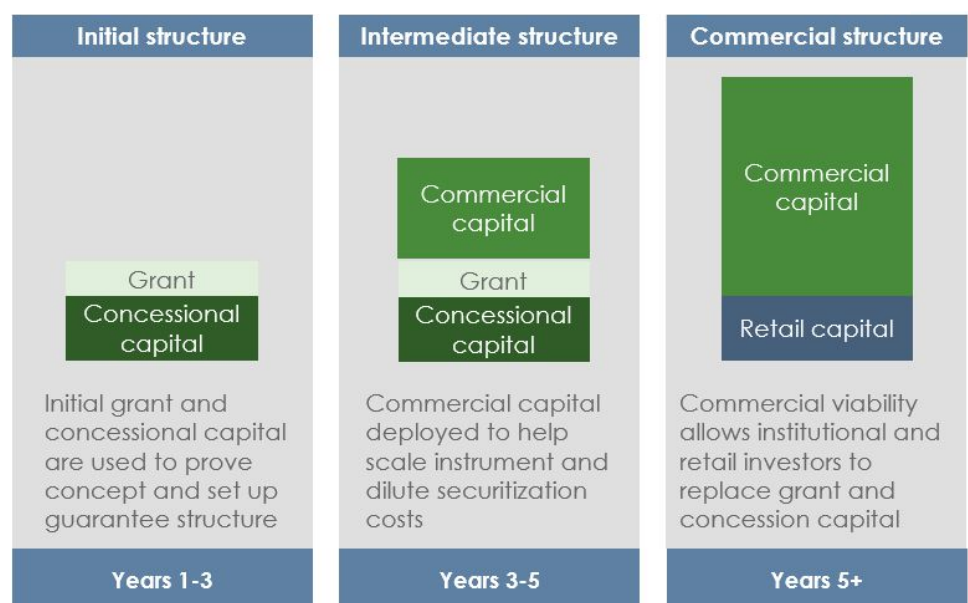 Initial structure
Grant
Concessional
capital
Initial grant and
concessional capital
are used to prove
concept and set up
guarantee structure
Years 1-3
Intermediate structure
Commercial
capital
Grant
Concessional
capital
Commercial capital
deployed to help
scale instrument and
dilute securitization
costs
Years 3-5
Commercial structure
Commercial
capital
Retail capital
Commercial viability
allows institutional and
retail investors to
replace grant and
concession capital
Years 5+